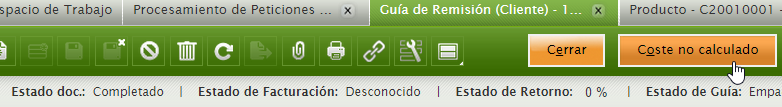 spacio de Trabajo Procesamiento de Peticiones ... x Guía de Remisión (Cliente) - 1... x Producto - C20010001 -
Cerrar Coste no calculado
Estado doc.: Completado | Estado de Facturación: Desconocido | Estado de Retorno: 0 % | Estado de Guía: Empa